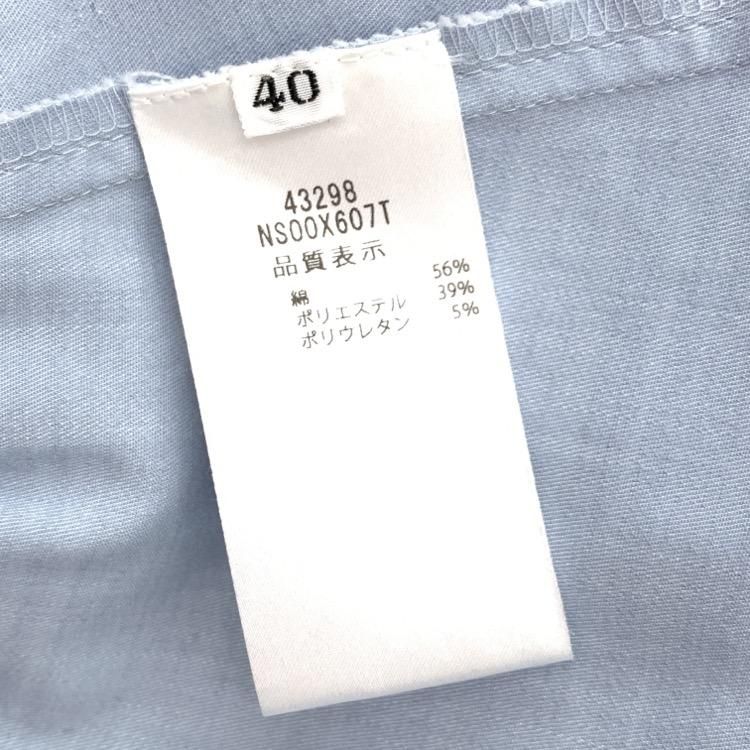 40
43298
NS00X607T
品質表示
綿 56%
ポリエステル 39%
ポリウレタン 5%